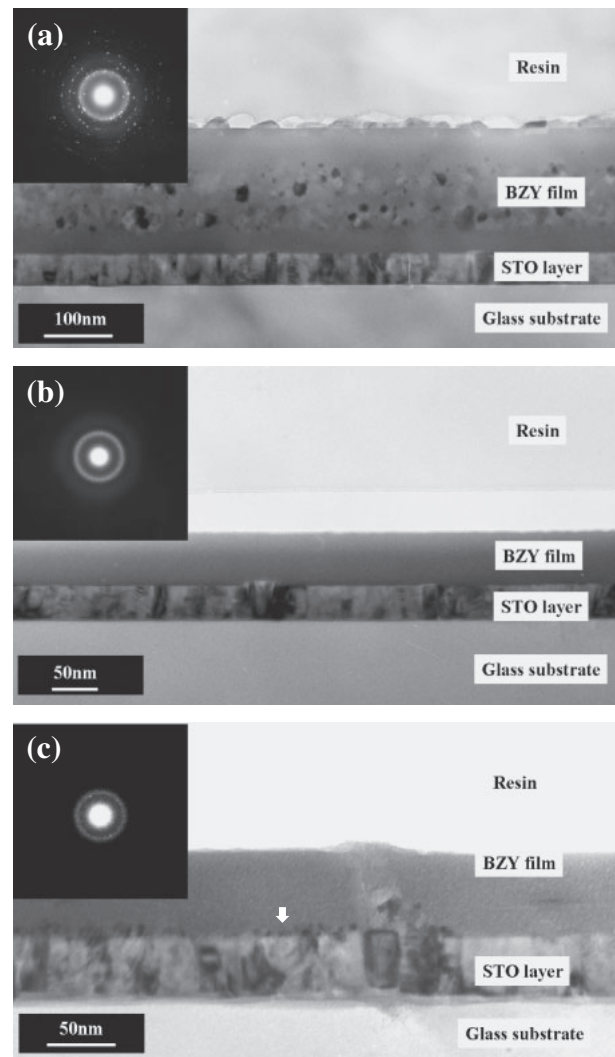 (a)
Resin
BZY film
STO layer
Glass substrate
100nm
(b)
Resin
BZY film
STO layer
Glass substrate
50nm
(c)
Resin
BZY film
STO layer
Glass substrate
50nm